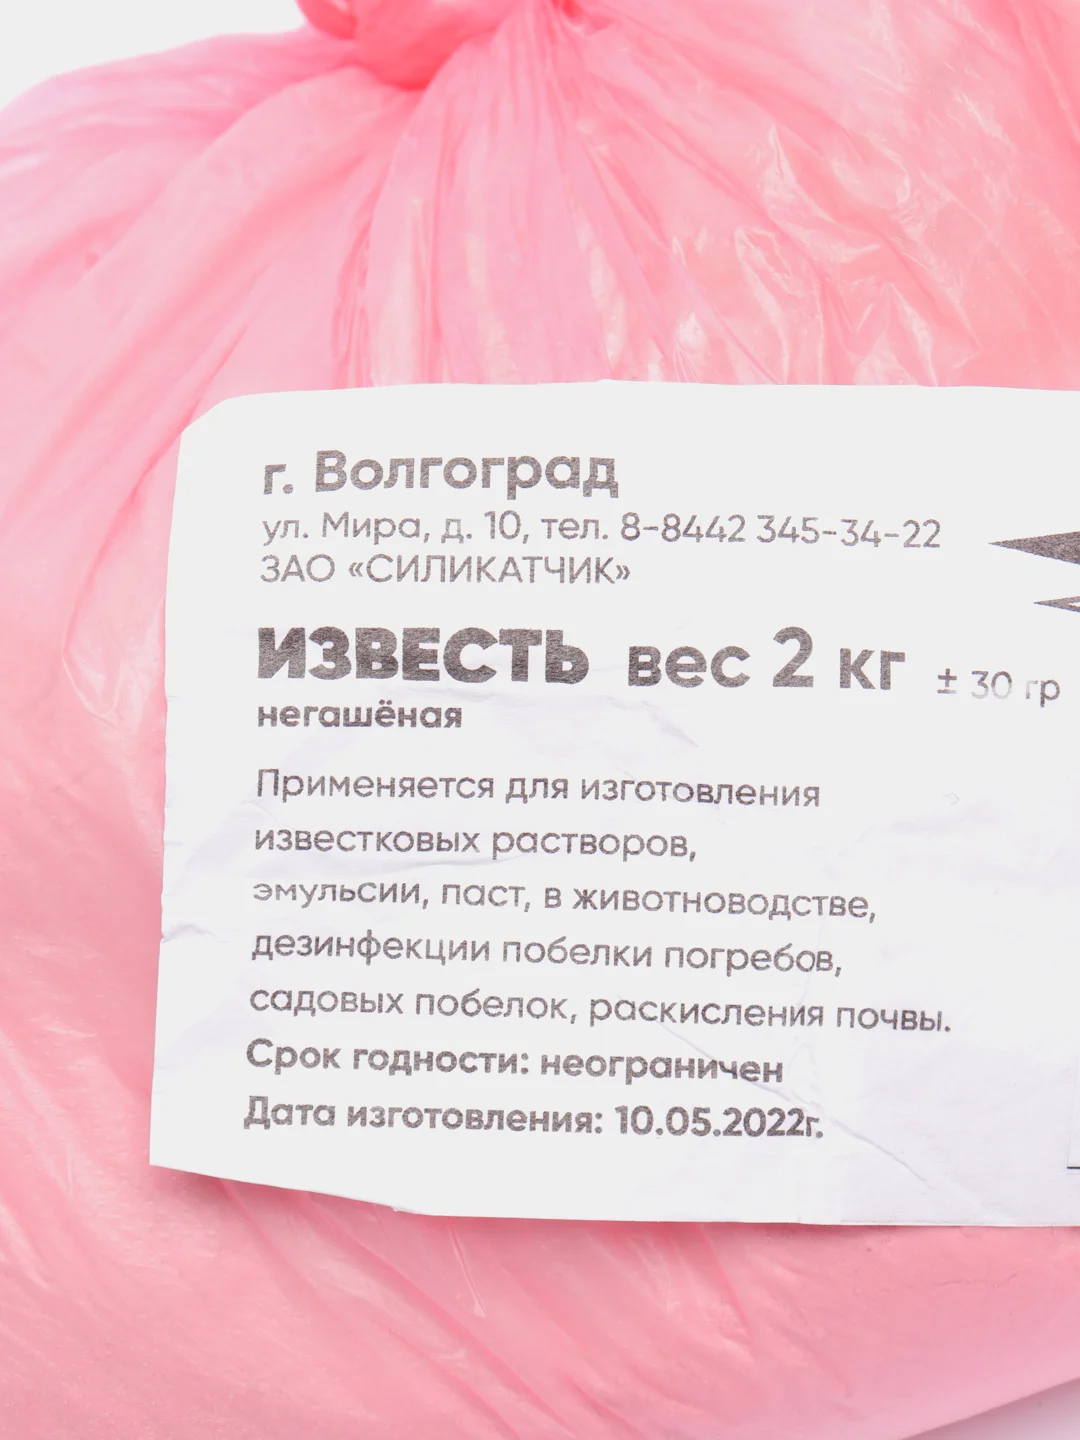 г. Волгоград
ул. Мира, д. 10, тел. 8-8442 345-34-22
ЗАО «СИЛИКАТЧИК»
ИЗВЕСТЬ вес 2 кг ± 30 гр
негашёная
Применяется для изготовления
известковых растворов,
эмульсии, паст, в животноводстве,
дезинфекции побелки погребов,
садовых побелок, раскисления почвы.
Срок годности: неограничен
Дата изготовления: 10.05.2022г.